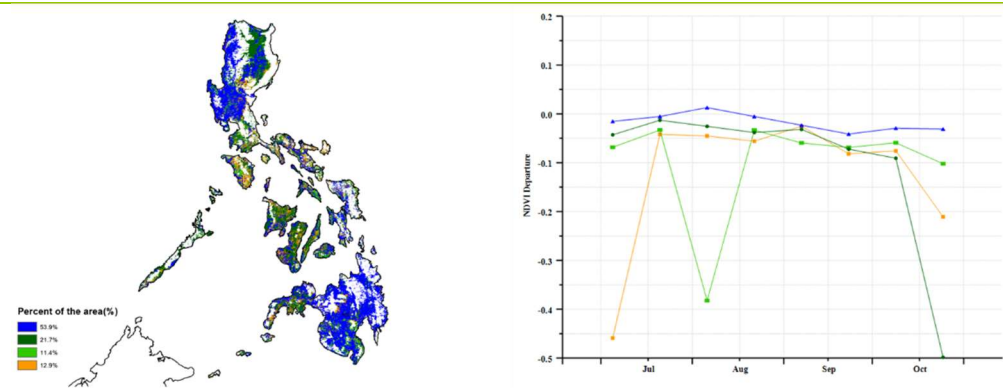 Percent of the area(%)
53.9%
21.7%
11.4%
12.9%
NDVI Departure
0.2
0.1
0.0
-0.1
-0.2
-0.3
-0.4
-0.5
Jul
Aug
Sep
Oct